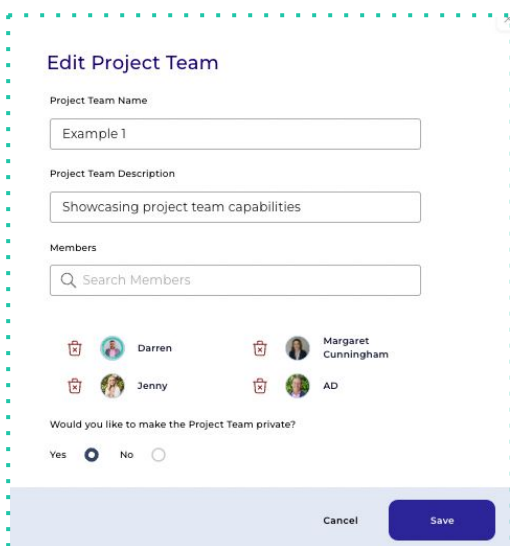 Edit Project Team
Project Team Name
Example 1
Project Team Description
Showcasing project team capabilities
Members
Search Members
Darren
Margaret
Cunningham
Jenny
AD
Would you like to make the Project Team private?
Yes No
Cancel Save